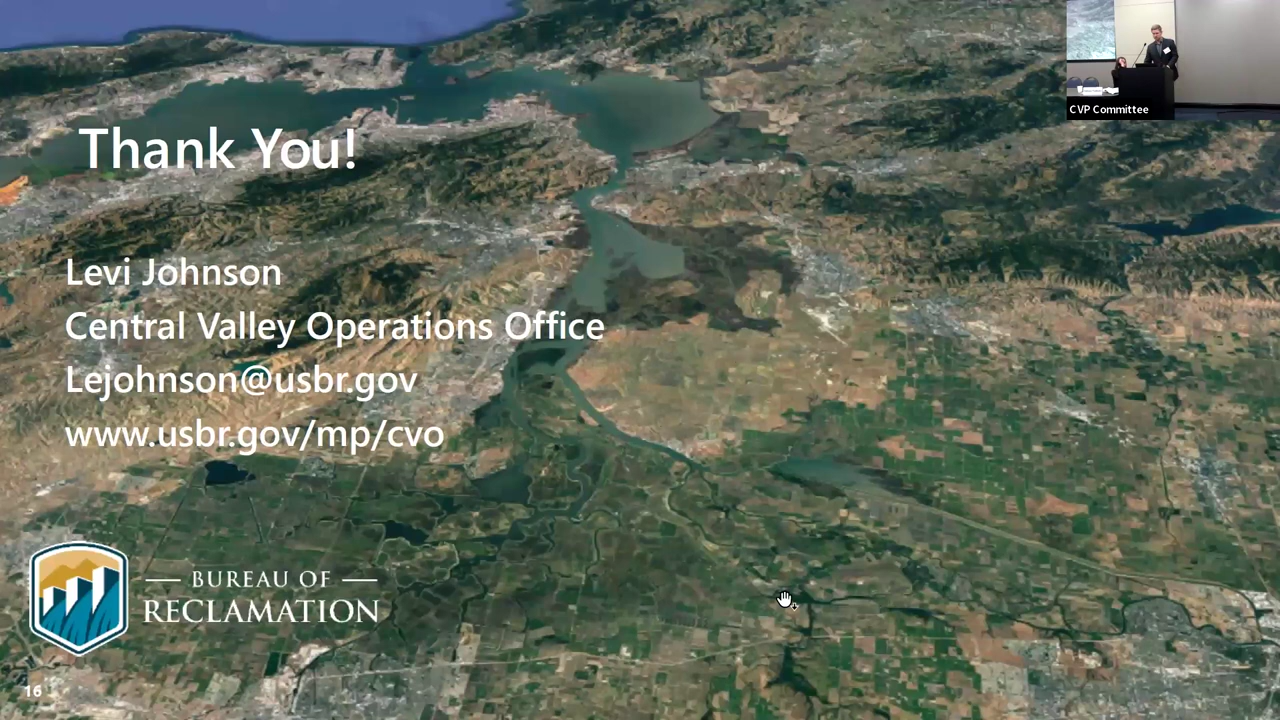 CVP Committee
Thank You!
Levi Johnson
Central Valley Operations Office
Lejohnson@usbr.gov
www.usbr.gov/mp/cvo
BUREAU OF
RECLAMATION
16